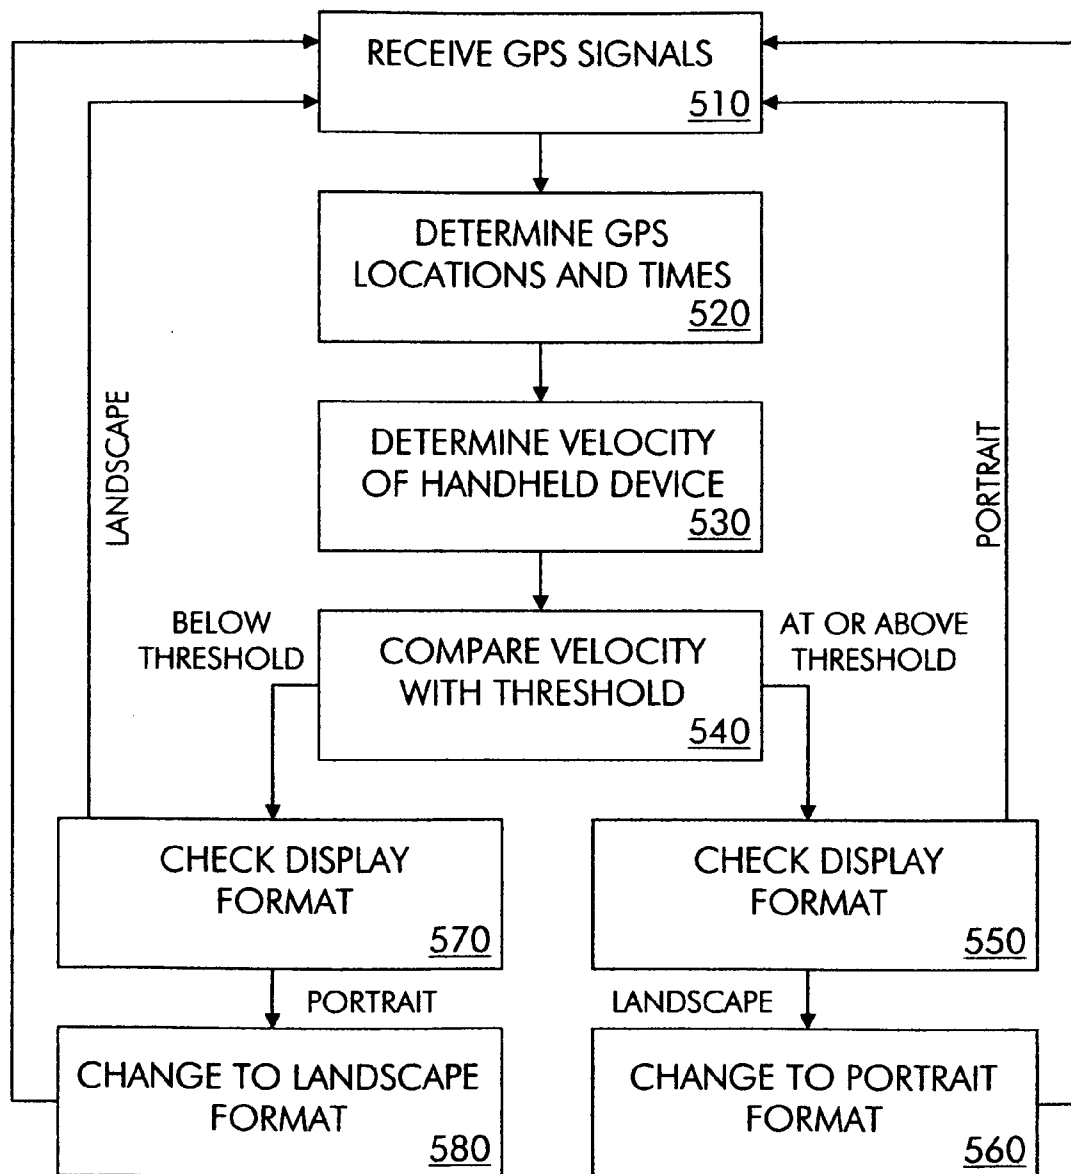 RECEIVE GPS SIGNALS
510
DETERMINE GPS
LOCATIONS AND TIMES
520
DETERMINE VELOCITY
OF HANDHELD DEVICE
530
LANDSCAPE
PORTRAIT
BELOW
THRESHOLD
AT OR ABOVE
THRESHOLD
COMPARE VELOCITY
WITH THRESHOLD
540
CHECK DISPLAY
FORMAT
570
CHECK DISPLAY
FORMAT
550
PORTRAIT
LANDSCAPE
CHANGE TO LANDSCAPE
FORMAT
580
CHANGE TO PORTRAIT
FORMAT
560